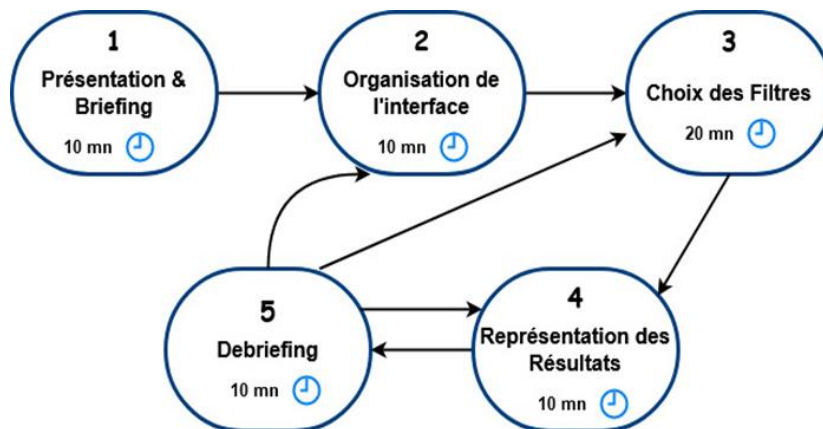 1
Présentation &
Briefing
10 mn
2
Organisation de
l'interface
10 mn
3
Choix des Filtres
20 mn
5
Debriefing
10 mn
4
Représentation des
Résultats
10 mn